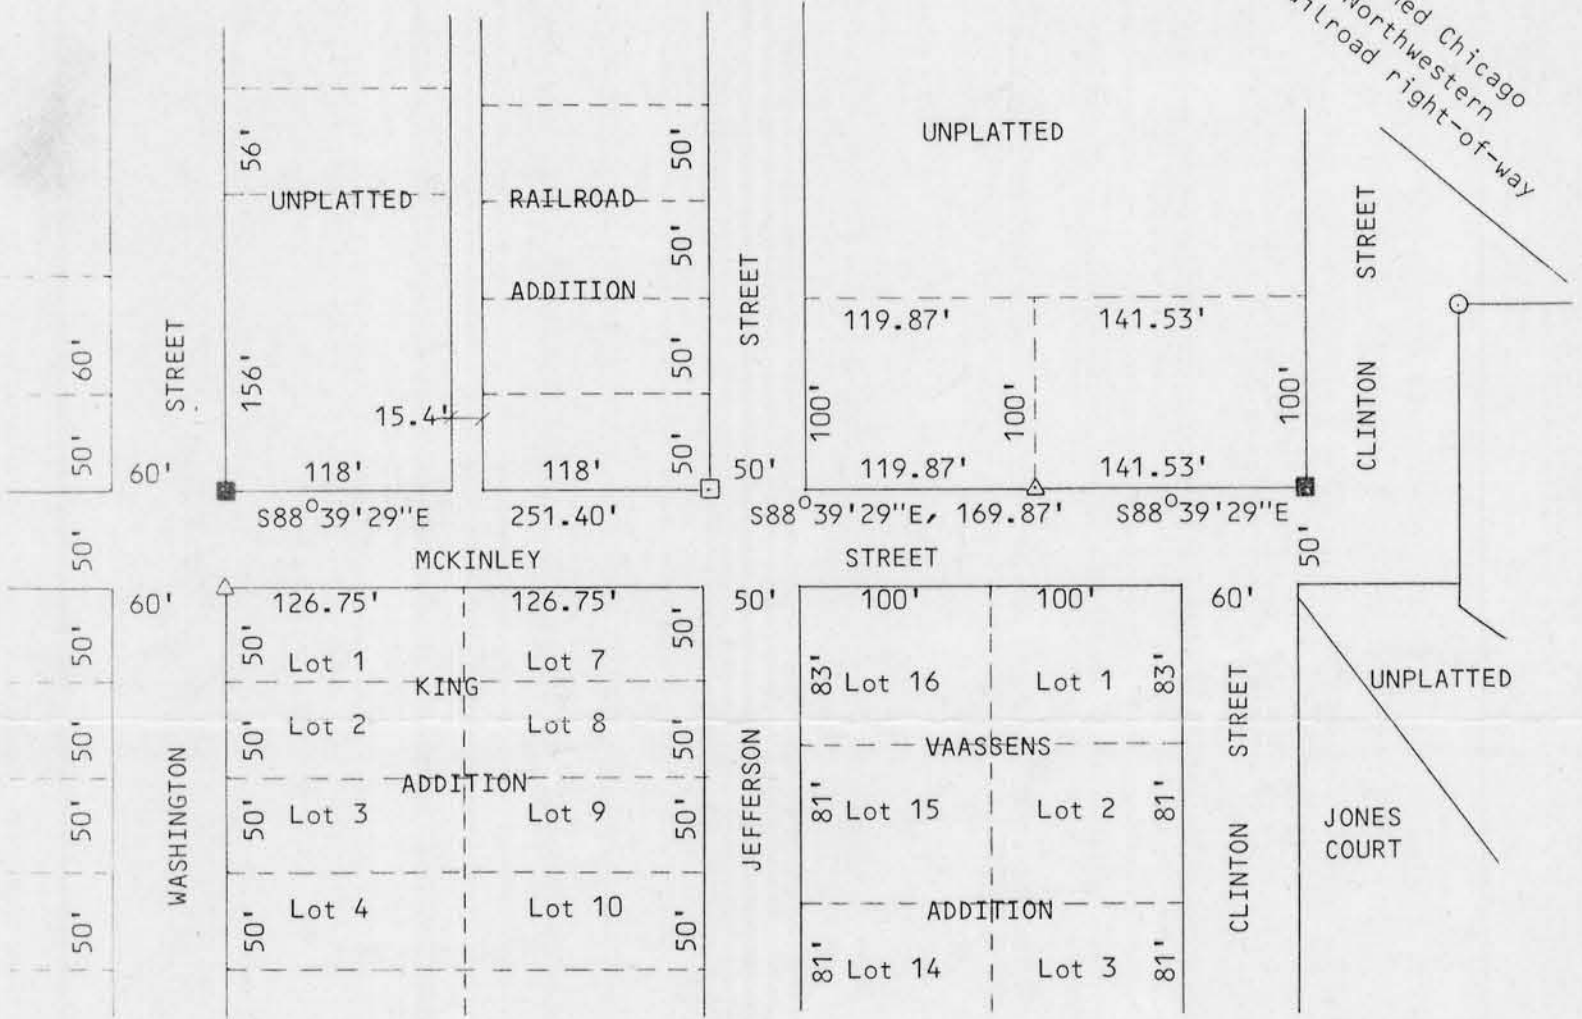 ed Chicago
Northwestern
ilroad right-of-way
UNPLATTED
56'
50'
UNPLATTED
RAILROAD
STREET
50'
ADDITION
STREET
119.87'
141.53'
60'
STREET
156'
50'
15.4'
100'
100'
100'
CLINTON
50'
60'
118'
118'
50'
50'
119.87'
141.53'
S88°39'29"E
251.40'
S88°39'29"E, 169.87'
S88°39'29"E
50'
MCKINLEY
STREET
50'
60'
126.75'
126.75'
50'
100'
100'
60'
50'
50'
Lot 1
Lot 7
50'
83'
Lot 16
Lot 1
83'
UNPLATTED
KING
STREET
50'
50'
Lot 2
Lot 8
50'
VAASSENS
ADDITION
50'
WASHINGTON
50'
Lot 3
Lot 9
50'
JEFFERSON
81'
Lot 15
Lot 2
81'
JONES
COURT
CLINTON
50'
50'
Lot 4
Lot 10
50'
ADDITION
81'
Lot 14
Lot 3
81'